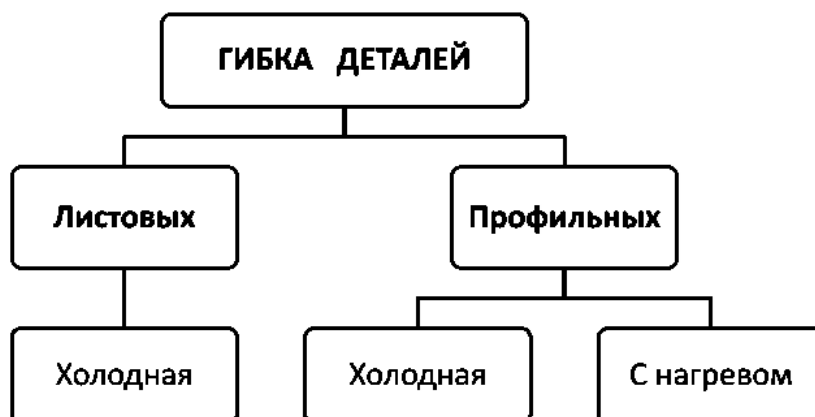 ГИБКА ДЕТАЛЕЙ
Листовых
Профильных
Холодная
Холодная
С нагревом